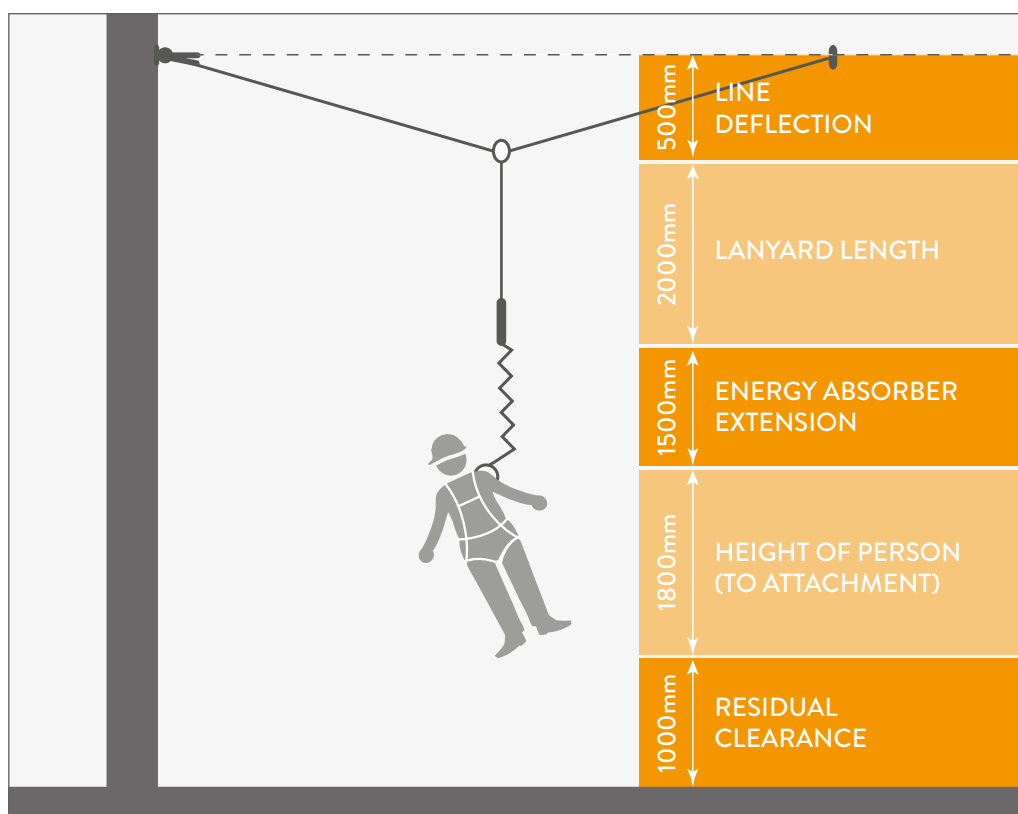 500mm
LINE
DEFLECTION
2000mm
LANYARD LENGTH
1500mm
ENERGY ABSORBER
EXTENSION
1800mm
HEIGHT OF PERSON
(TO ATTACHMENT)
1000mm
RESIDUAL
CLEARANCE